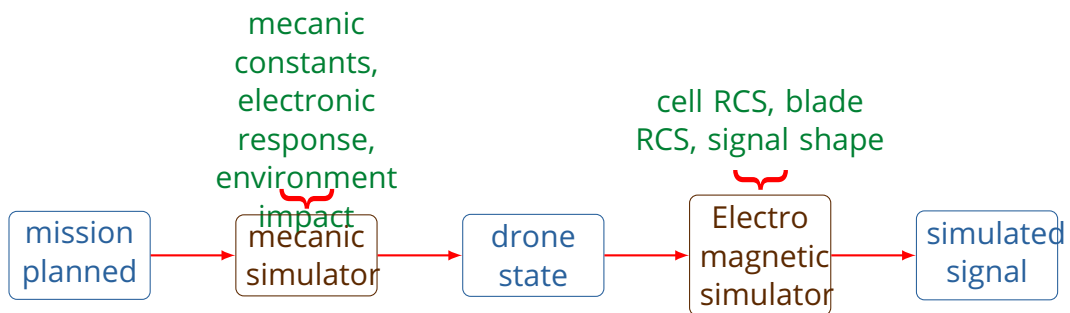 mecanic
constants,
electronic
response,
environment
impact
cell RCS, blade
RCS, signal shape
mission
planned
mecanic
simulator
drone
state
Electro
magnetic
simulator
simulated
signal